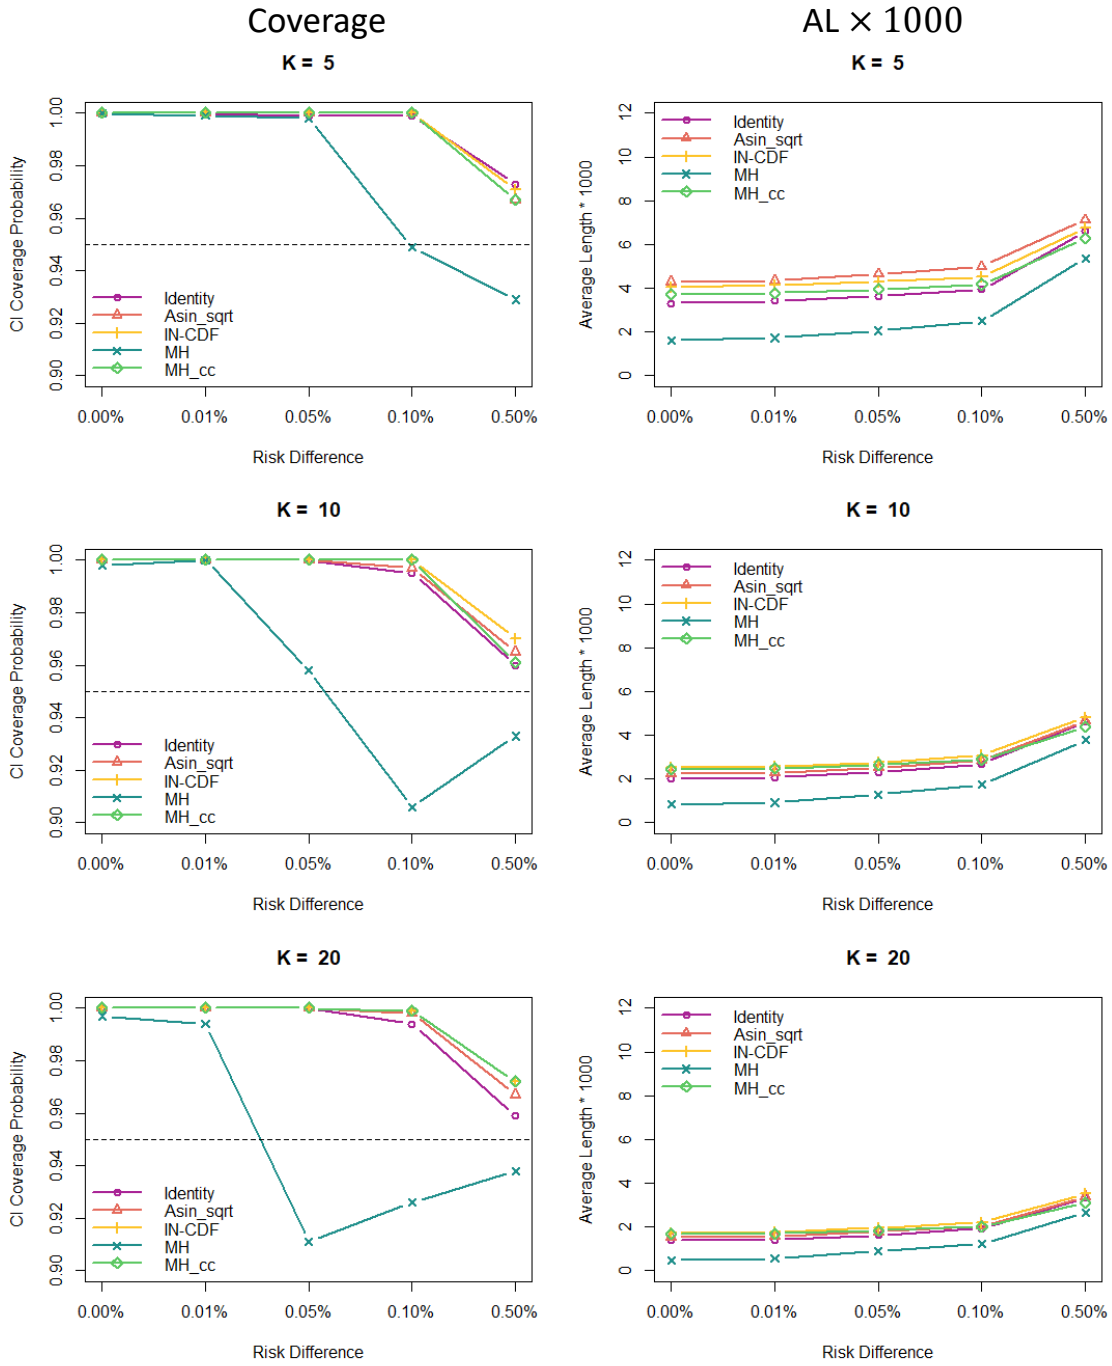 Coverage
AL × 1000
K = 5
CI Coverage Probability
1.00
0.98
0.96
0.94
0.92
0.90
Identity
Asin_sqrt
IN-CDF
MH
MH_cc
0.00%
0.01%
0.05%
0.10%
0.50%
Risk Difference
K = 5
Average Length * 1000
12
10
8
6
4
2
0
Identity
Asin_sqrt
IN-CDF
MH
MH_cc
0.00%
0.01%
0.05%
0.10%
0.50%
Risk Difference
K = 10
CI Coverage Probability
1.00
0.98
0.96
0.94
0.92
0.90
Identity
Asin_sqrt
IN-CDF
MH
MH_cc
0.00%
0.01%
0.05%
0.10%
0.50%
Risk Difference
K = 10
Average Length * 1000
12
10
8
6
4
2
0
Identity
Asin_sqrt
IN-CDF
MH
MH_cc
0.00%
0.01%
0.05%
0.10%
0.50%
Risk Difference
K = 20
CI Coverage Probability
1.00
0.98
0.96
0.94
0.92
0.90
Identity
Asin_sqrt
IN-CDF
MH
MH_cc
0.00%
0.01%
0.05%
0.10%
0.50%
Risk Difference
K = 20
Average Length * 1000
12
10
8
6
4
2
0
Identity
Asin_sqrt
IN-CDF
MH
MH_cc
0.00%
0.01%
0.05%
0.10%
0.50%
Risk Difference